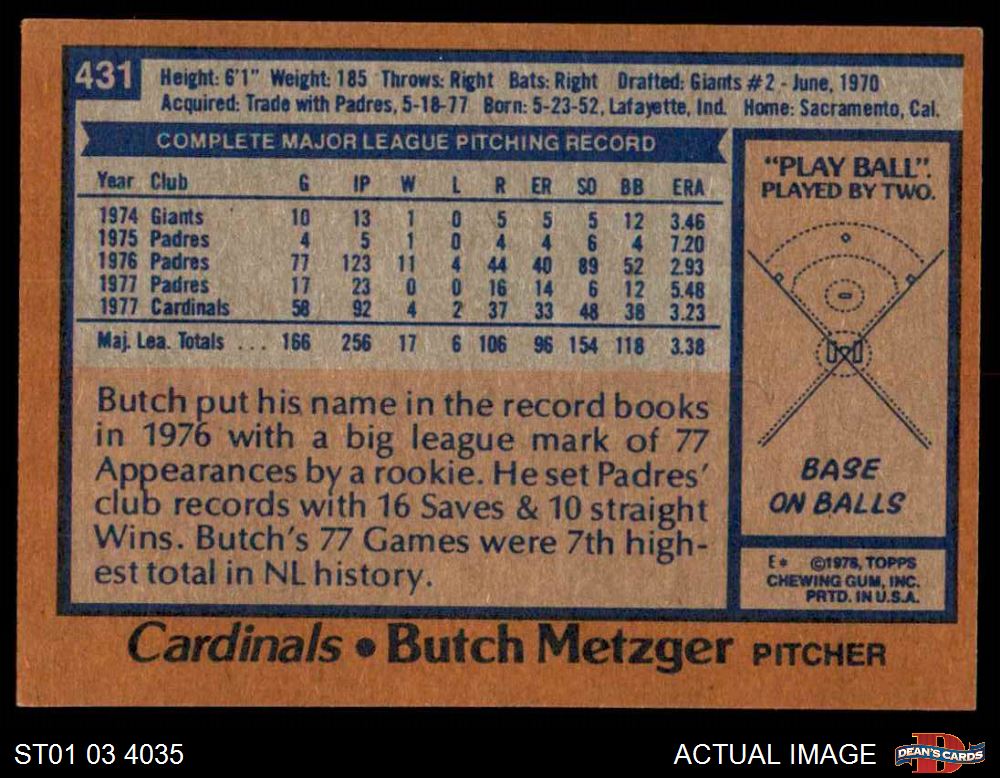 431
Height: 6'1" Weight: 185 Throws: Right Bats: Right Drafted: Giants #2 - June, 1970
Acquired: Trade with Padres, 5-18-77 Born: 5-23-52, Lafayette, Ind. Home: Sacramento, Cal.
COMPLETE MAJOR LEAGUE PITCHING RECORD
Year Club G IP W L R ER SO BB ERA
1974 Giants 10 13 1 0 5 5 5 12 3.46
1975 Padres 4 5 1 0 4 4 6 4 7.20
1976 Padres 77 123 11 4 44 40 89 52 2.93
1977 Padres 17 23 0 0 16 14 6 12 5.48
1977 Cardinals 58 92 4 2 37 33 48 38 3.23
Maj. Lea. Totals ... 166 256 17 6 106 96 154 118 3.38
Butch put his name in the record books
in 1976 with a big league mark of 77
Appearances by a rookie. He set Padres'
club records with 16 Saves & 10 straight
Wins. Butch's 77 Games were 7th high-
est total in NL history.
"PLAY BALL".
PLAYED BY TWO.
BASE
ON BALLS
E* ©1978, TOPPS
CHEWING GUM, INC.
PRTD. IN U.S.A.
Cardinals • Butch Metzger PITCHER
ST01 03 4035
ACTUAL IMAGE
DEAN'S CARDS